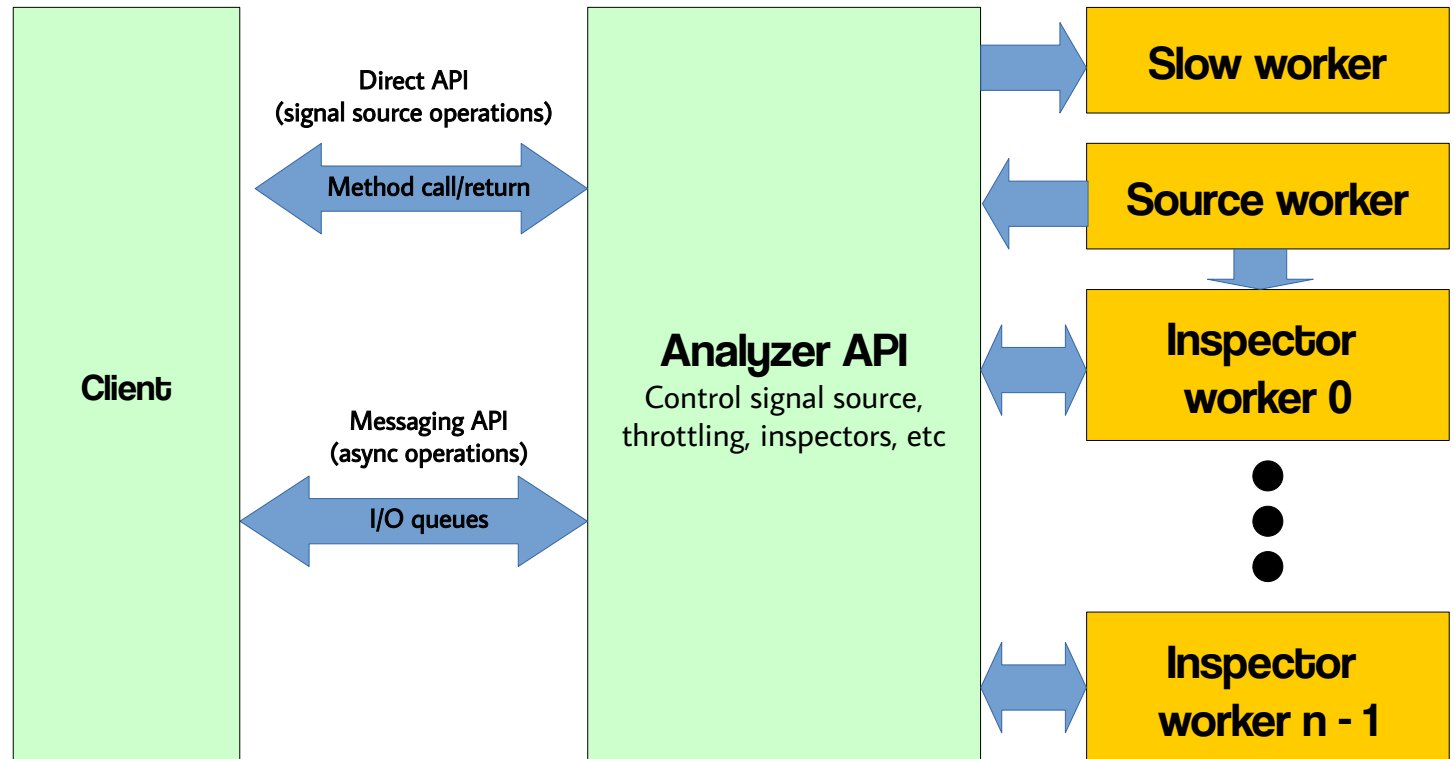 Client
Direct API
(signal source operations)
Method call/return
Messaging API
(async operations)
I/O queues
Analyzer API
Control signal source,
throttling, inspectors, etc
Slow worker
Source worker
Inspector
worker 0
Inspector
worker n - 1